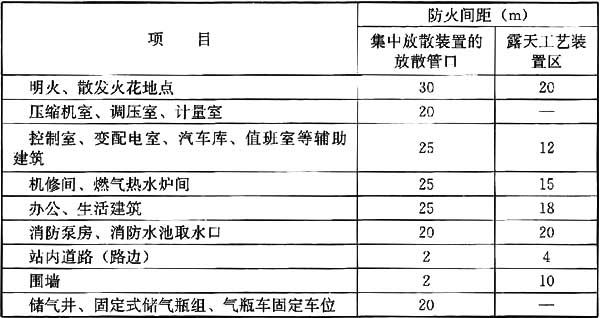 项 目 防火间距（m）
集中放散装置的放散管口 露天工艺装置区
明火、散发火花地点 30 20
压缩机室、调压室、计量室 20 —
控制室、变配电室、汽车库、值班室等辅助
建筑 25 12
机修间、燃气热水炉间 25 15
办公、生活建筑 25 18
消防泵房、消防水池取水口 20 20
站内道路（路边） 2 4
围墙 2 10
储气井、固定式储气瓶组、气瓶车固定车位 20 —